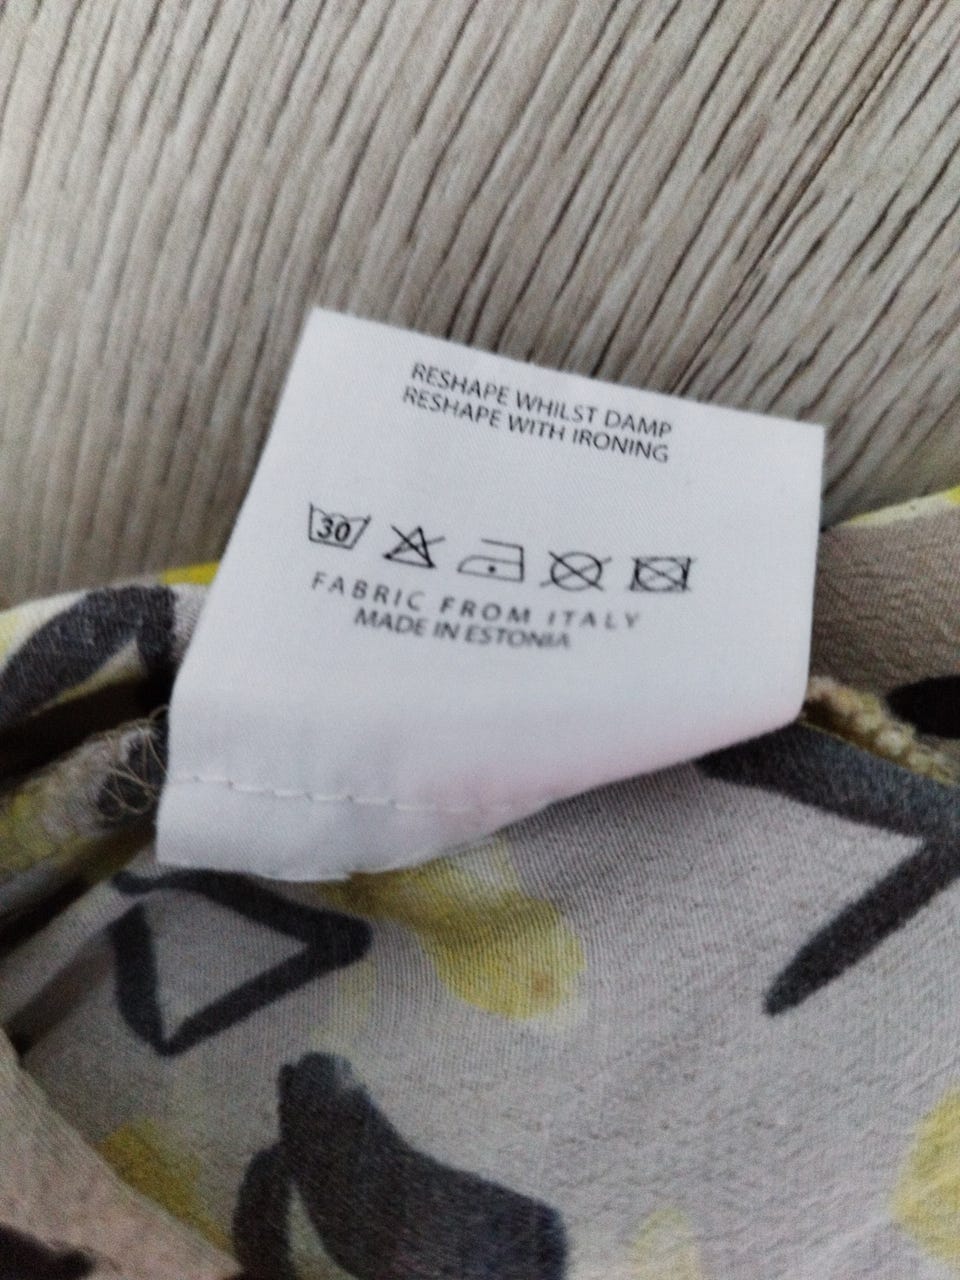 RESHAPE WHILST DAMP
RESHAPE WITH IRONING
30
FABRIC FROM ITALY
MADE IN ESTONIA